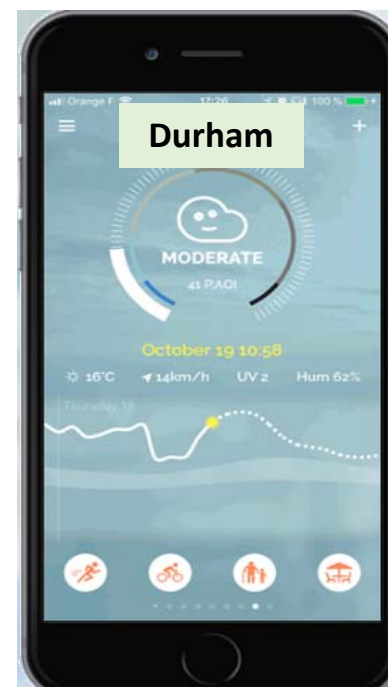 Orange F 17:26 100 %
Durham
MODERATE
41 P.AQI
October 19 10:58
16°C 14km/h UV 2 Hum 62%
Thursday 19